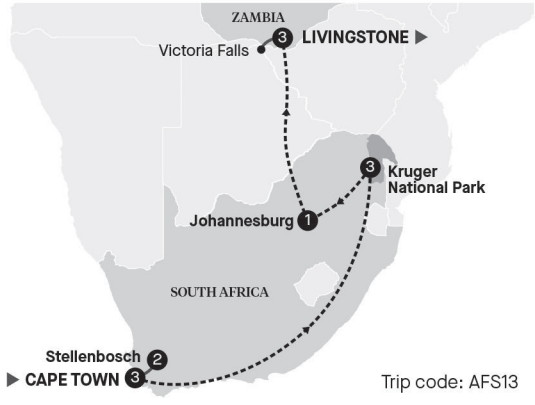 ZAMBIA
3 LIVINGSTONE
Victoria Falls
3 Kruger
National Park
Johannesburg 1
SOUTH AFRICA
Stellenbosch 2
CAPE TOWN 3
Trip code: AFS13